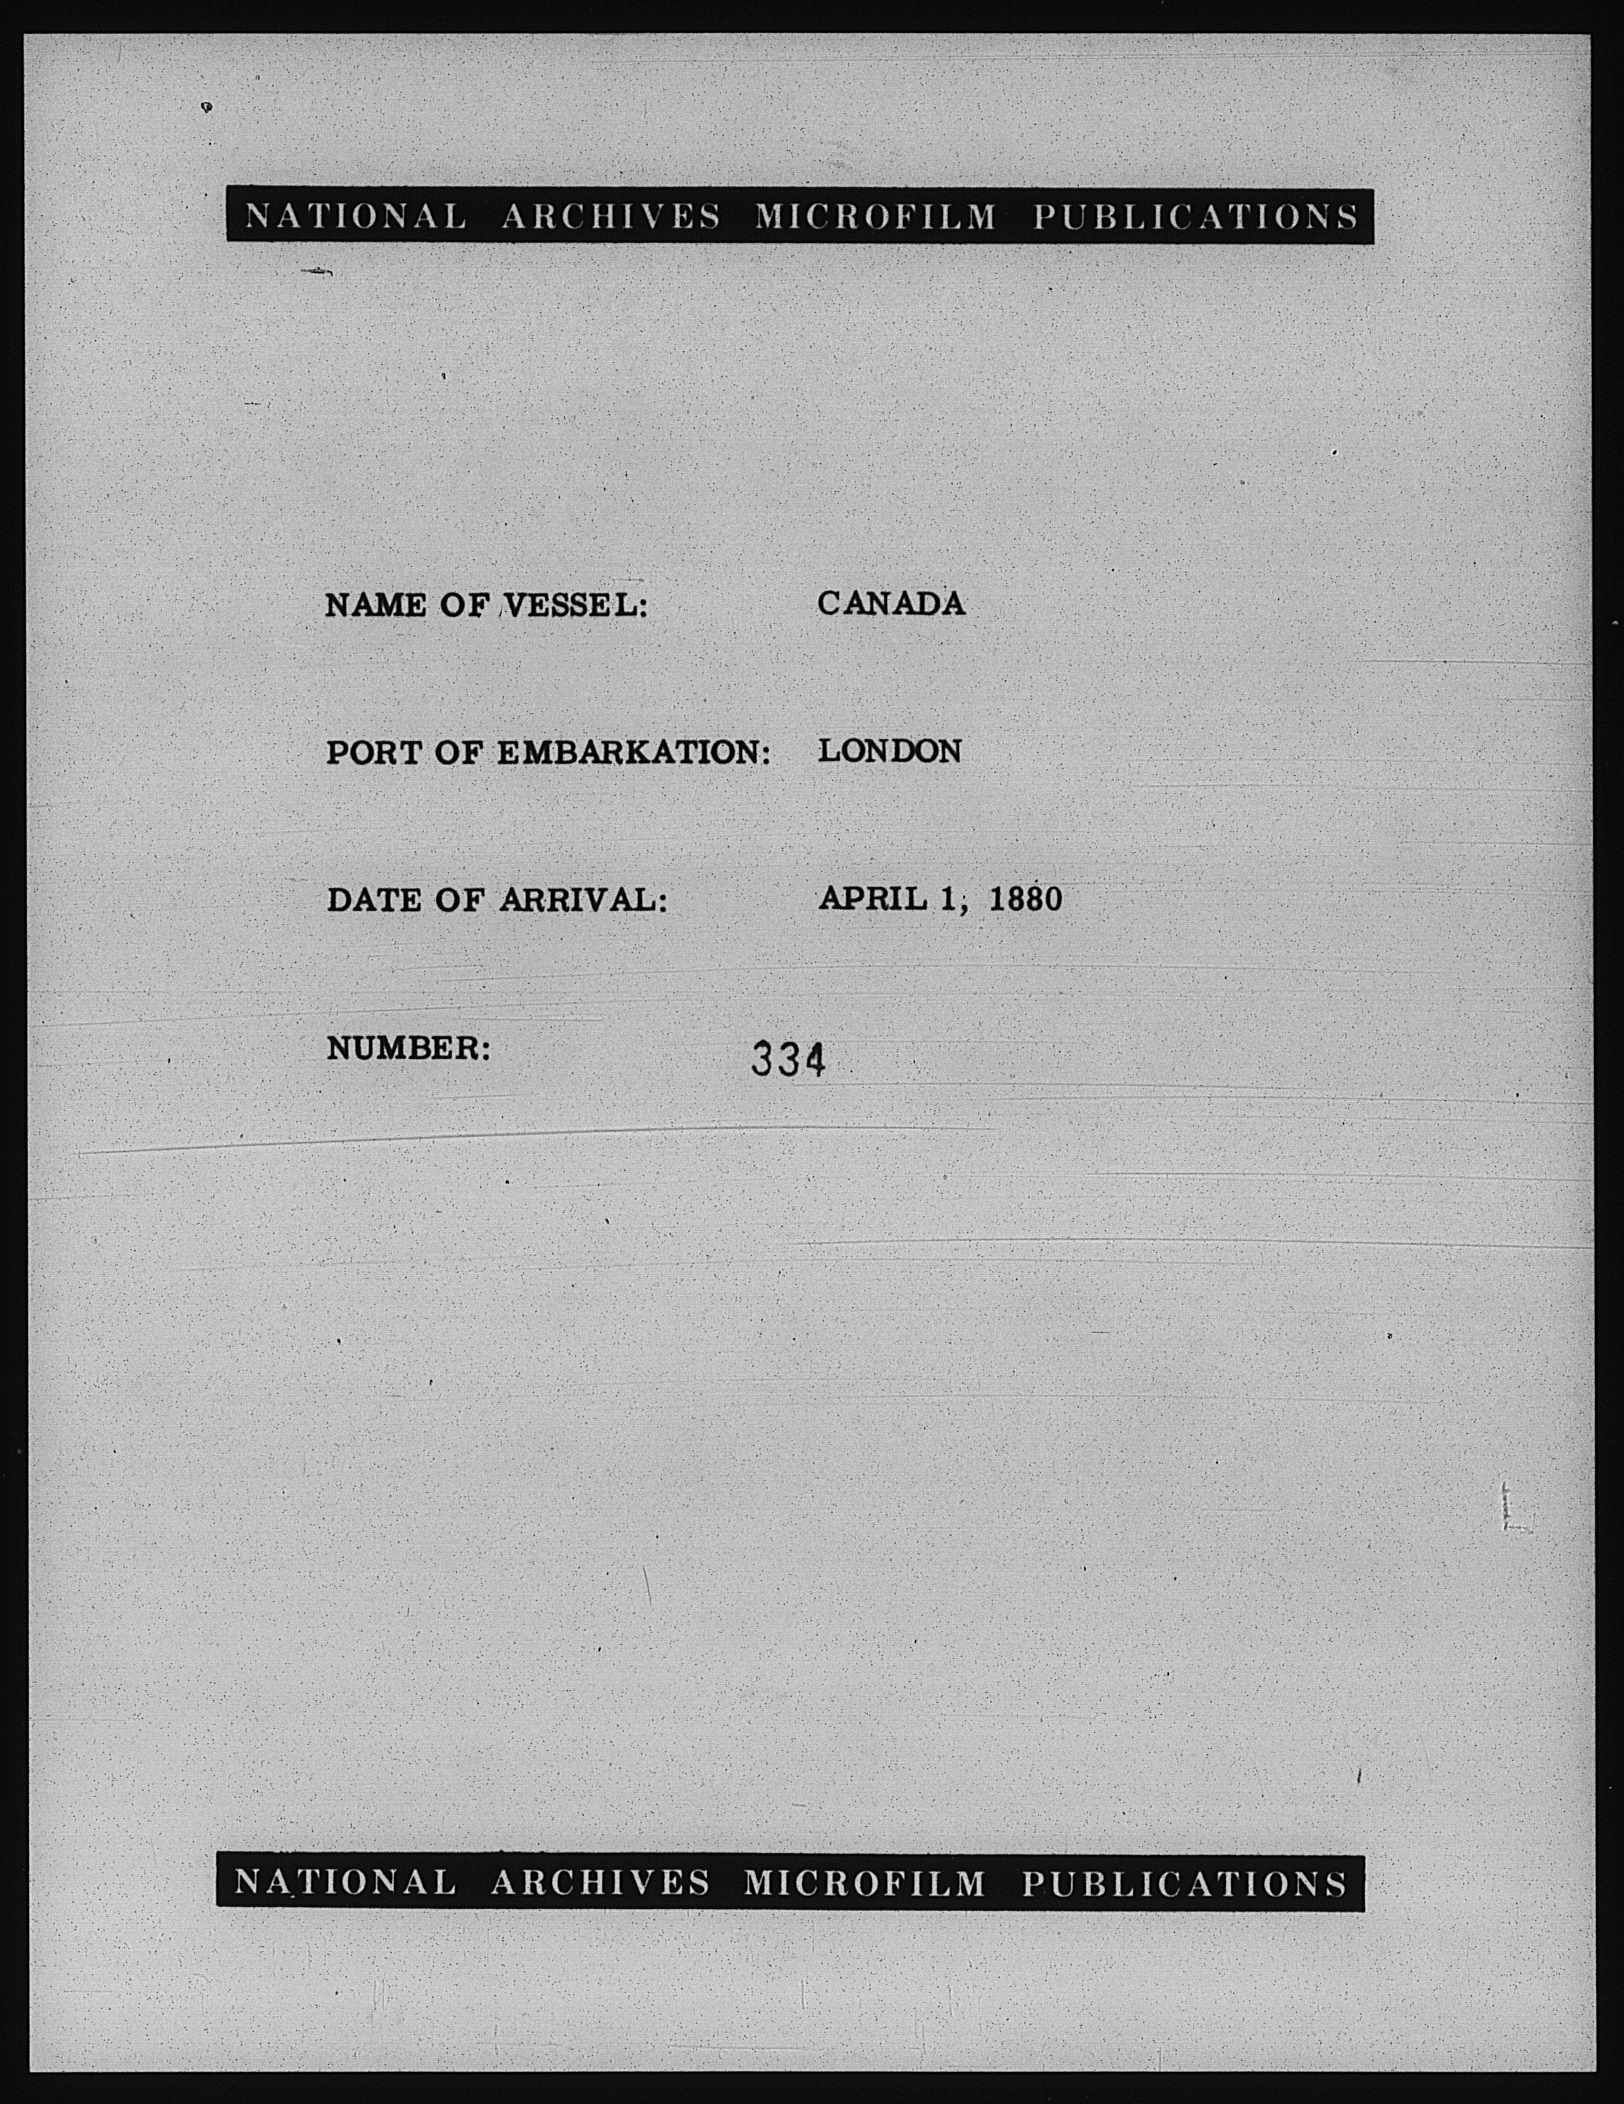 NATIONAL ARCHIVES MICROFILM PUBLICATIONS
NAME OF VESSEL: CANADA
PORT OF EMBARKATION: LONDON
DATE OF ARRIVAL: APRIL 1, 1880
NUMBER: 334
NATIONAL ARCHIVES MICROFILM PUBLICATIONS